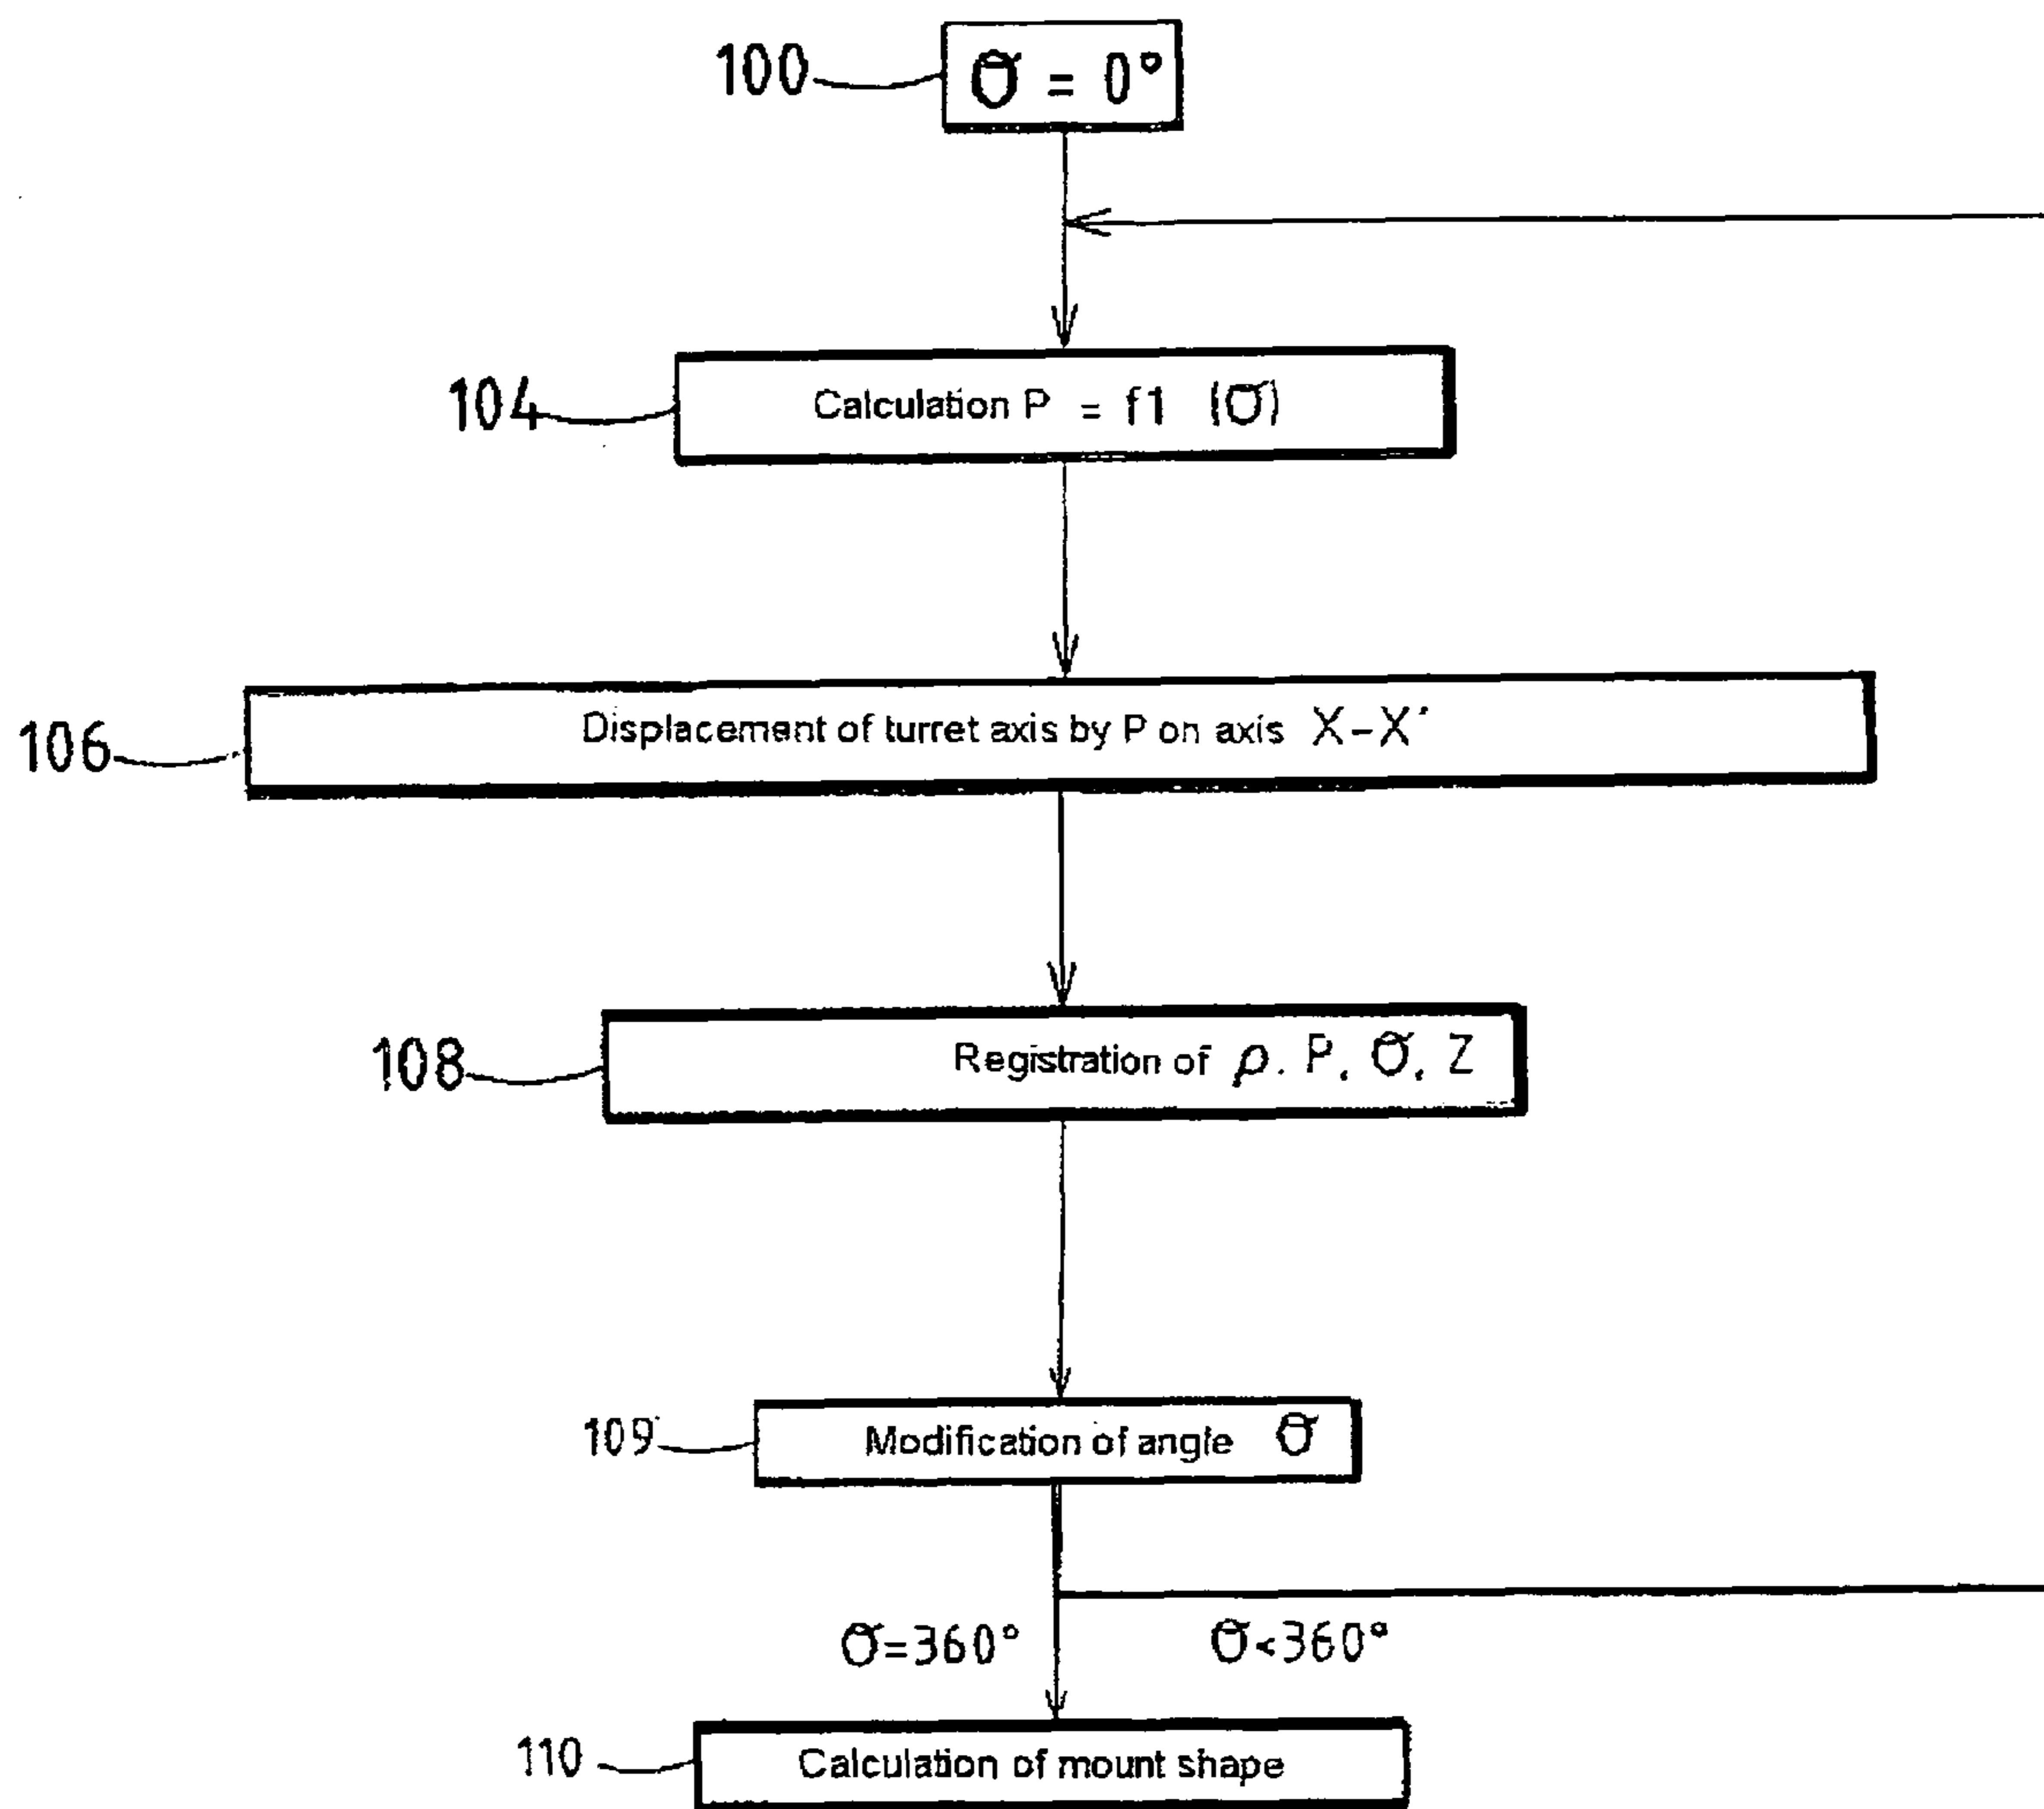 100 σ = 0°
104 Calculation P = f1 (σ)
106 Displacement of turret axis by P on axis X-X'
108 Registration of ρ, P, σ, Z
109 Modification of angle σ
σ=360° σ<360°
110 Calculation of mount shape